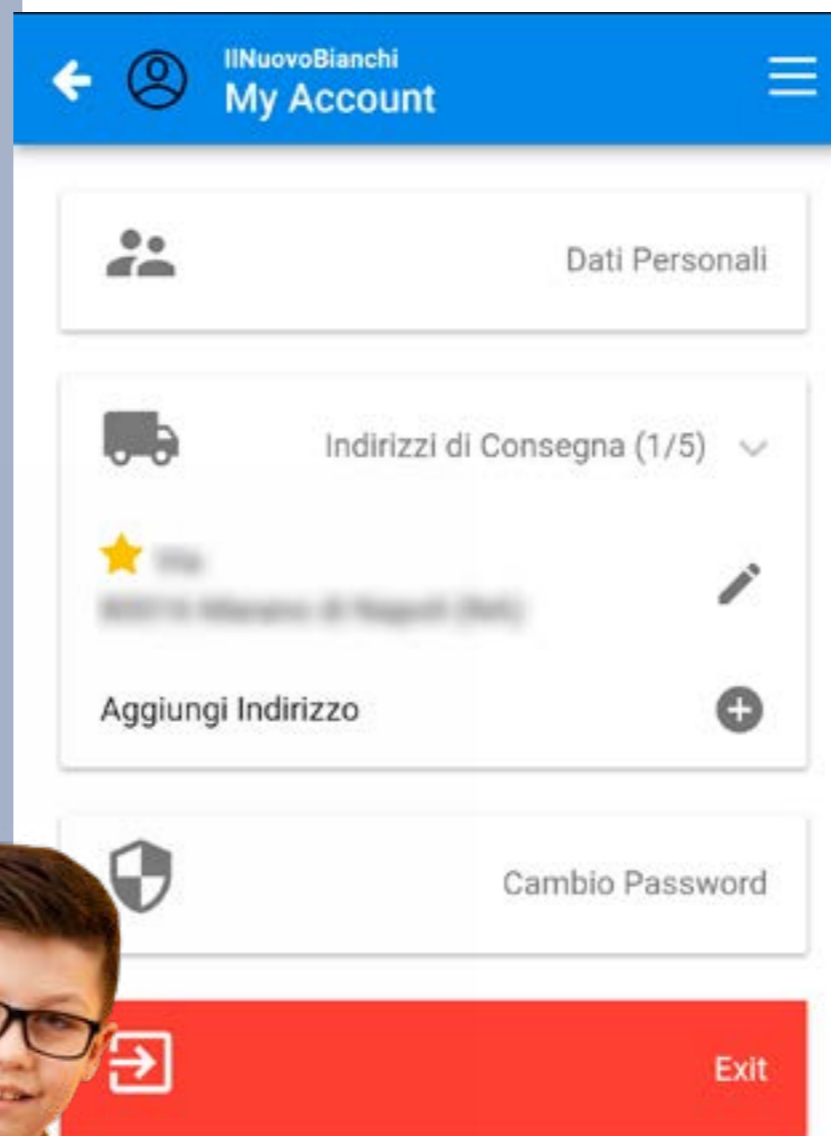 IlNuovoBianchi
My Account
Dati Personali
Indirizzi di Consegna (1/5)
Aggiungi Indirizzo
Cambio Password
Exit